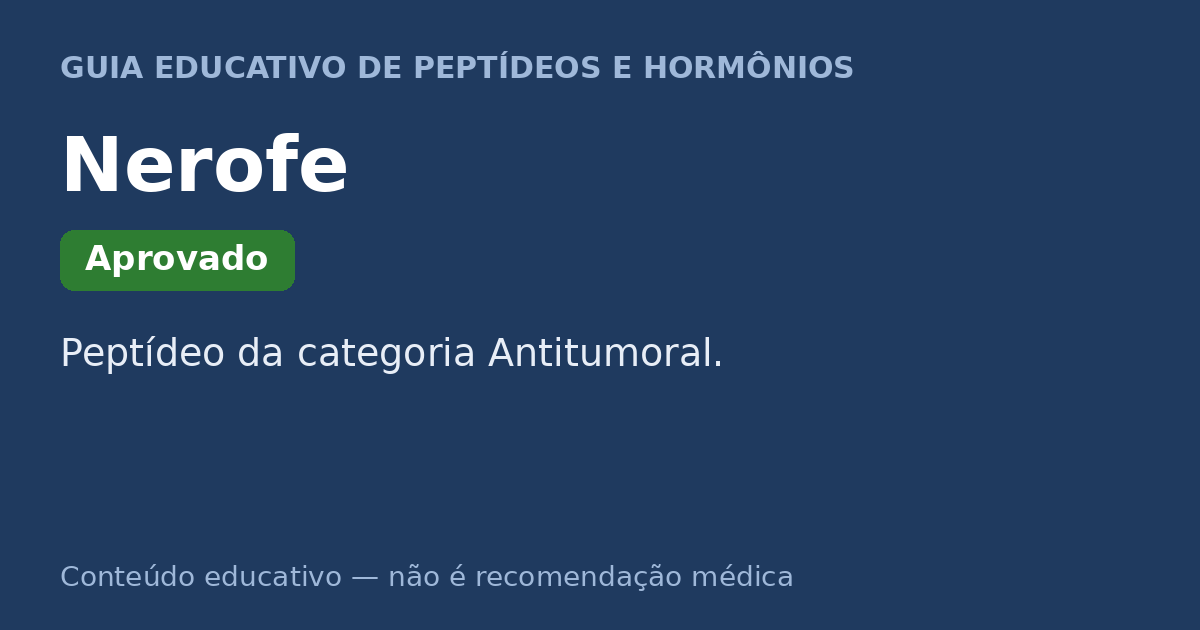 GUIA EDUCATIVO DE PEPTÍDEOS E HORMÔNIOS
Nerofe
Aprovado
Peptídeo da categoria Antitumoral.
Conteúdo educativo — não é recomendação médica